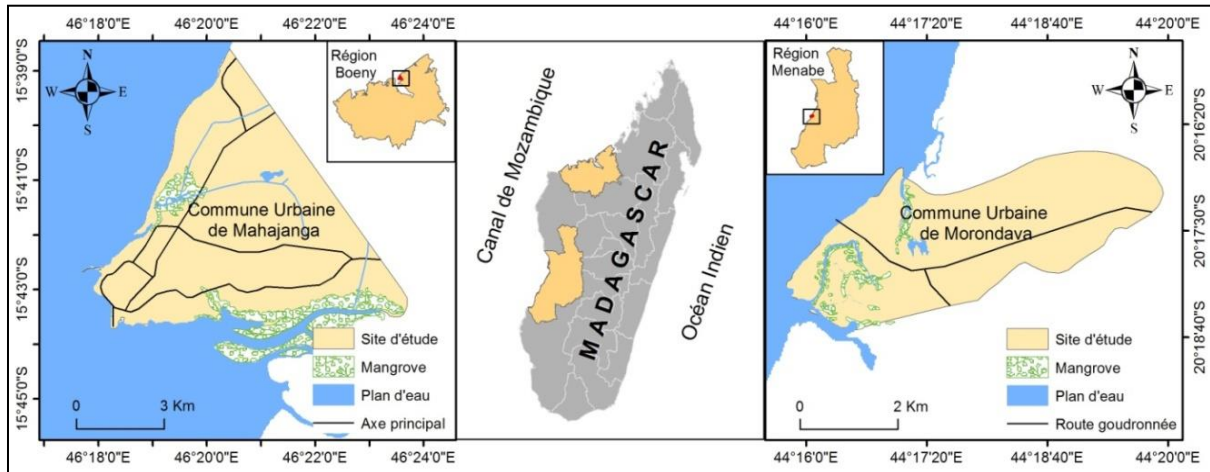 46°18'0"E
46°20'0"E
46°22'0"E
46°24'0"E
15°39'0"S
15°41'0"S
15°43'0"S
15°45'0"S
N
W
E
S
Région
Boeny
Commune Urbaine
de Mahajanga
Site d'étude
Mangrove
Plan d'eau
Axe principal
0
3 Km
46°18'0"E
46°20'0"E
46°22'0"E
46°24'0"E
Canal de Mozambique
MADAGASCAR
Océan Indien
44°16'0"E
44°17'20"E
44°18'40"E
44°20'0"E
Région
Menabe
N
W
E
S
20°16'20"S
20°17'30"S
20°18'40"S
Commune Urbaine
de Morondava
Site d'étude
Mangrove
Plan d'eau
Route goudronnée
0
2 Km
44°16'0"E
44°17'20"E
44°18'40"E
44°20'0"E